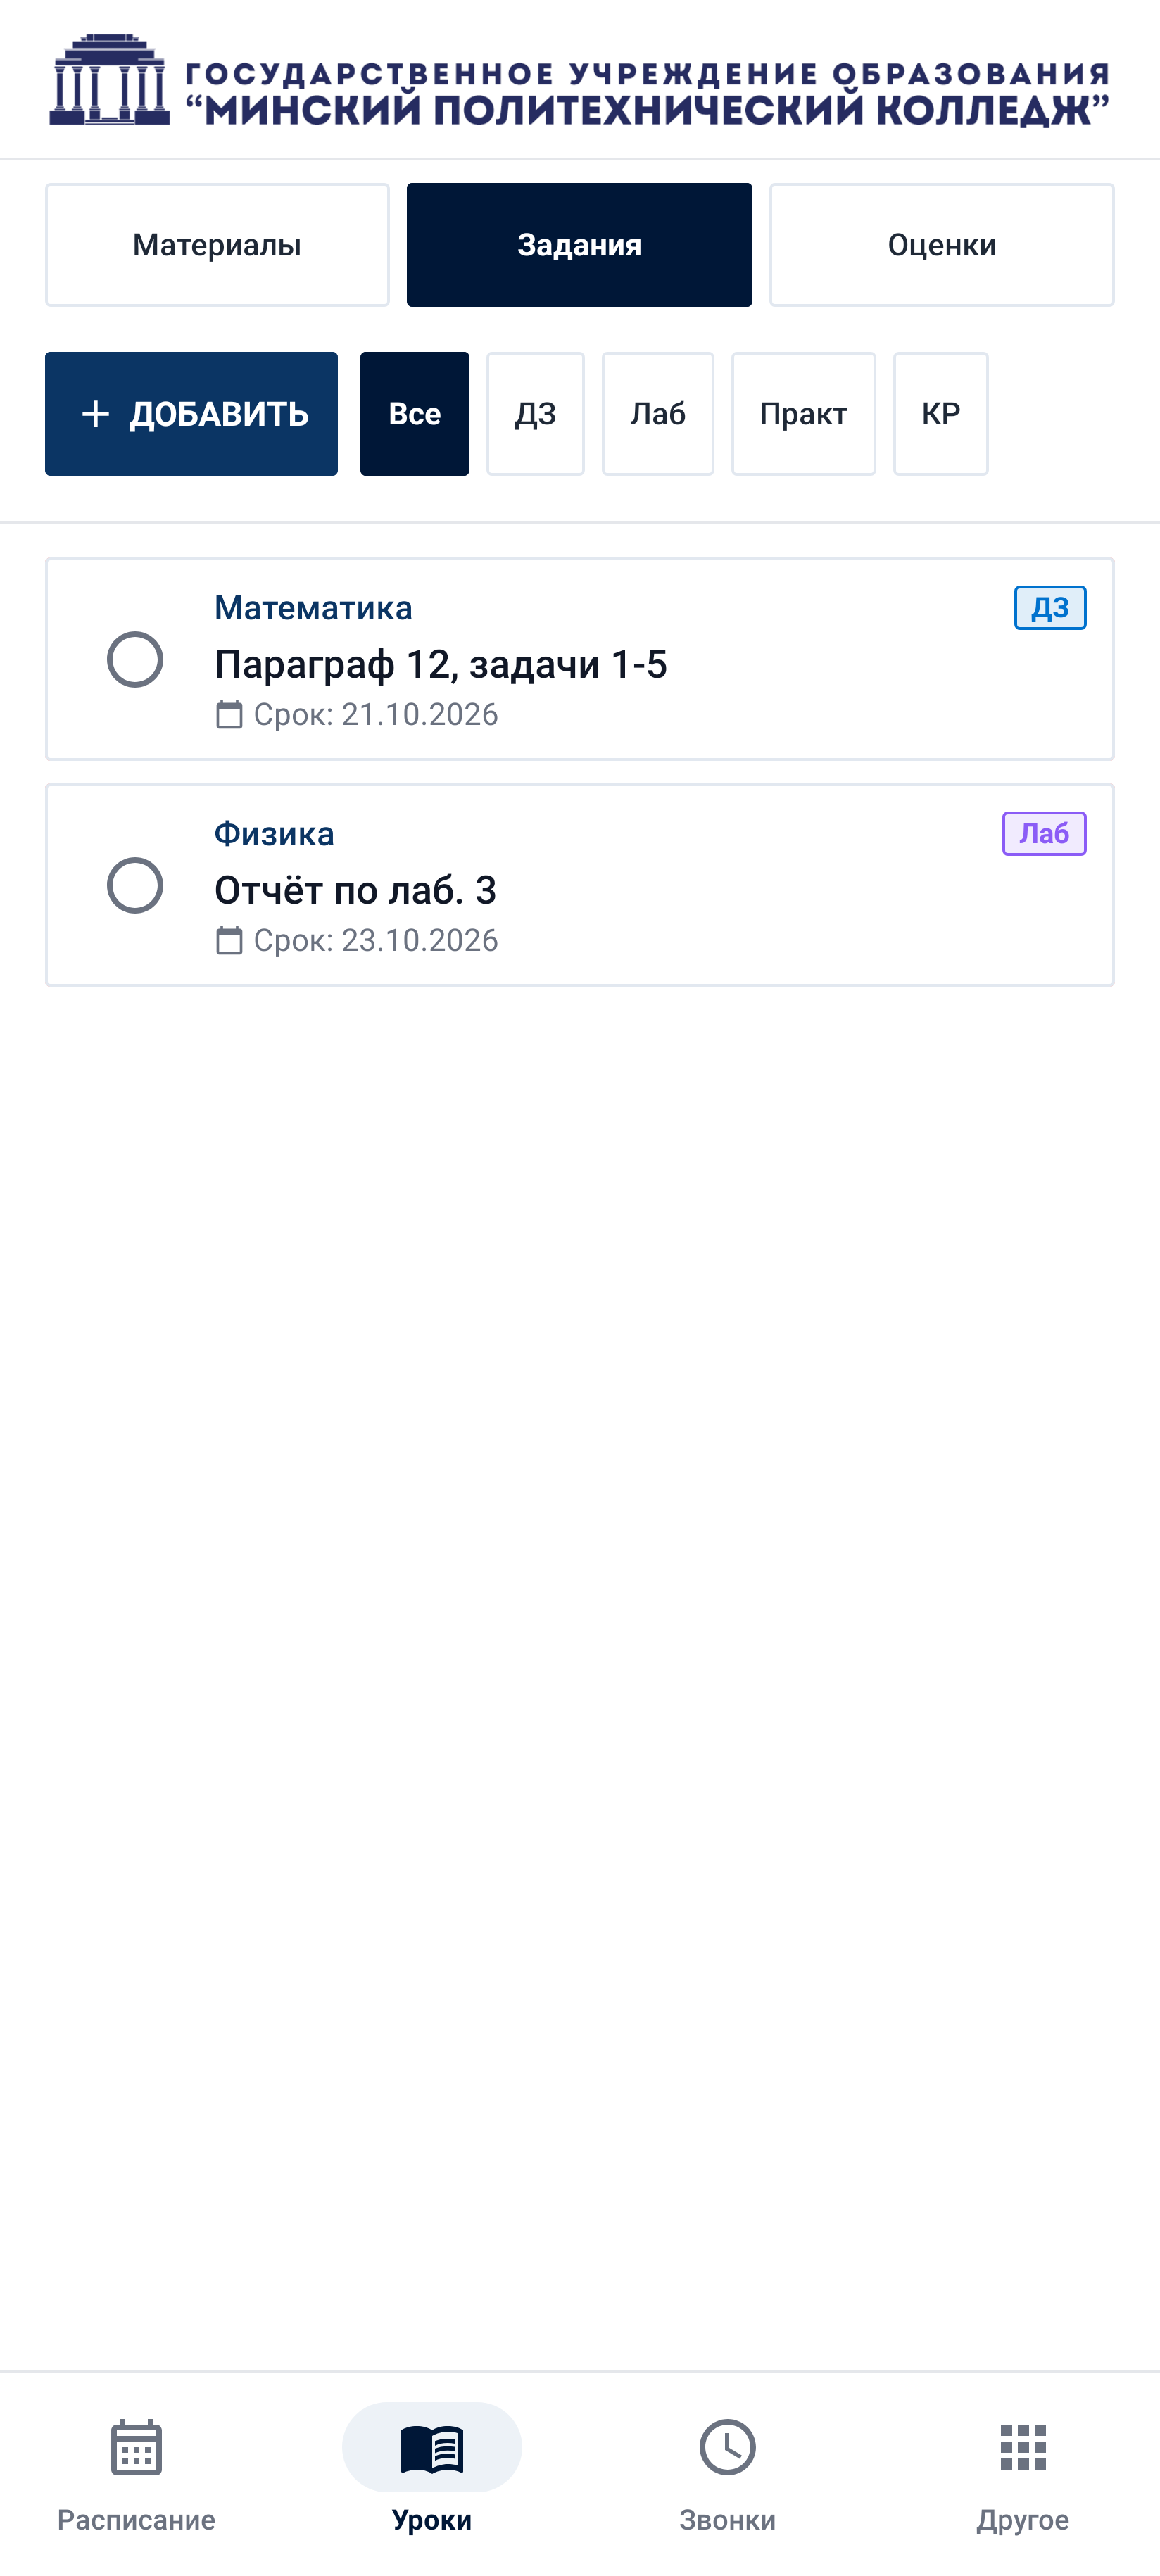 ГОСУДАРСТВЕННОЕ УЧРЕЖДЕНИЕ ОБРАЗОВАНИЯ
“МИНСКИЙ ПОЛИТЕХНИЧЕСКИЙ КОЛЛЕДЖ”
Материалы
Задания
Оценки
+ ДОБАВИТЬ
Все
ДЗ
Лаб
Практ
КР
Математика
ДЗ
Параграф 12, задачи 1-5
Срок: 21.10.2026
Физика
Лаб
Отчёт по лаб. 3
Срок: 23.10.2026
Расписание
Уроки
Звонки
Другое